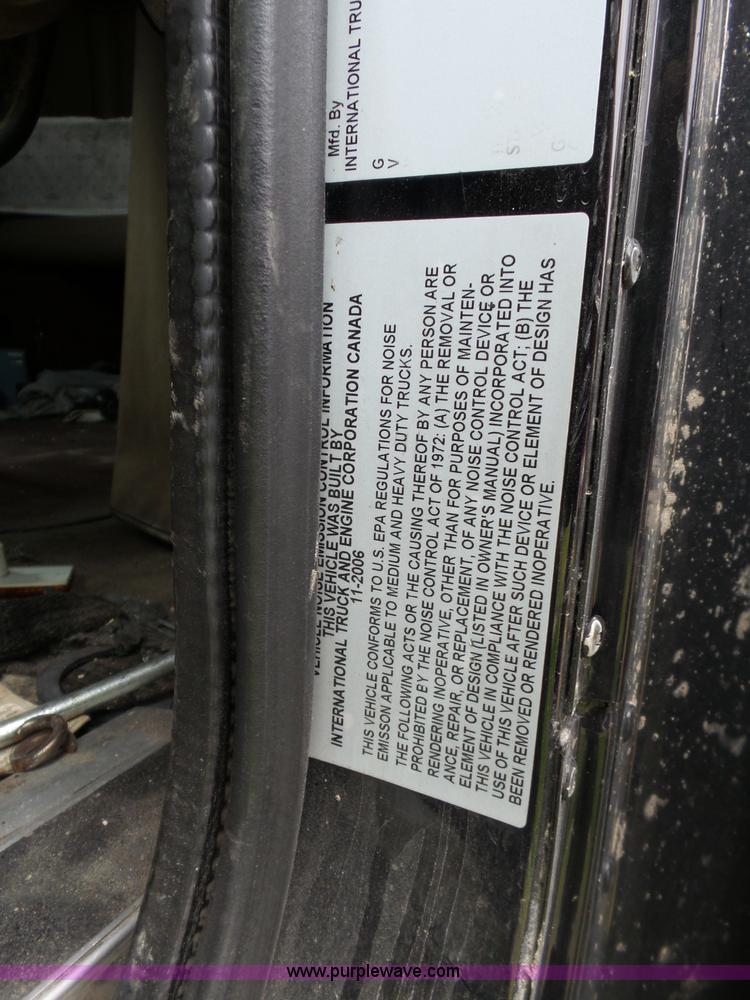 Mfd. By
INTERNATIONAL TRU
G
V
S
G
VEHICLE NOISE EMISSION CONTROL INFORMATION
THIS VEHICLE WAS BUILT BY
INTERNATIONAL TRUCK AND ENGINE CORPORATION CANADA
11-2006
THIS VEHICLE CONFORMS TO U.S. EPA REGULATIONS FOR NOISE
EMISSON APPLICABLE TO MEDIUM AND HEAVY DUTY TRUCKS.
THE FOLLOWING ACTS OR THE CAUSING THEREOF BY ANY PERSON ARE
PROHIBITED BY THE NOISE CONTROL ACT OF 1972: (A) THE REMOVAL OR
RENDERING INOPERATIVE, OTHER THAN FOR PURPOSES OF MAINTEN-
ANCE, REPAIR, OR REPLACEMENT, OF ANY NOISE CONTROL DEVICE OR
ELEMENT OF DESIGN (LISTED IN OWNER'S MANUAL) INCORPORATED INTO
THIS VEHICLE IN COMPLIANCE WITH THE NOISE CONTROL ACT; (B) THE
USE OF THIS VEHICLE AFTER SUCH DEVICE OR ELEMENT OF DESIGN HAS
BEEN REMOVED OR RENDERED INOPERATIVE.
www.purplewave.com